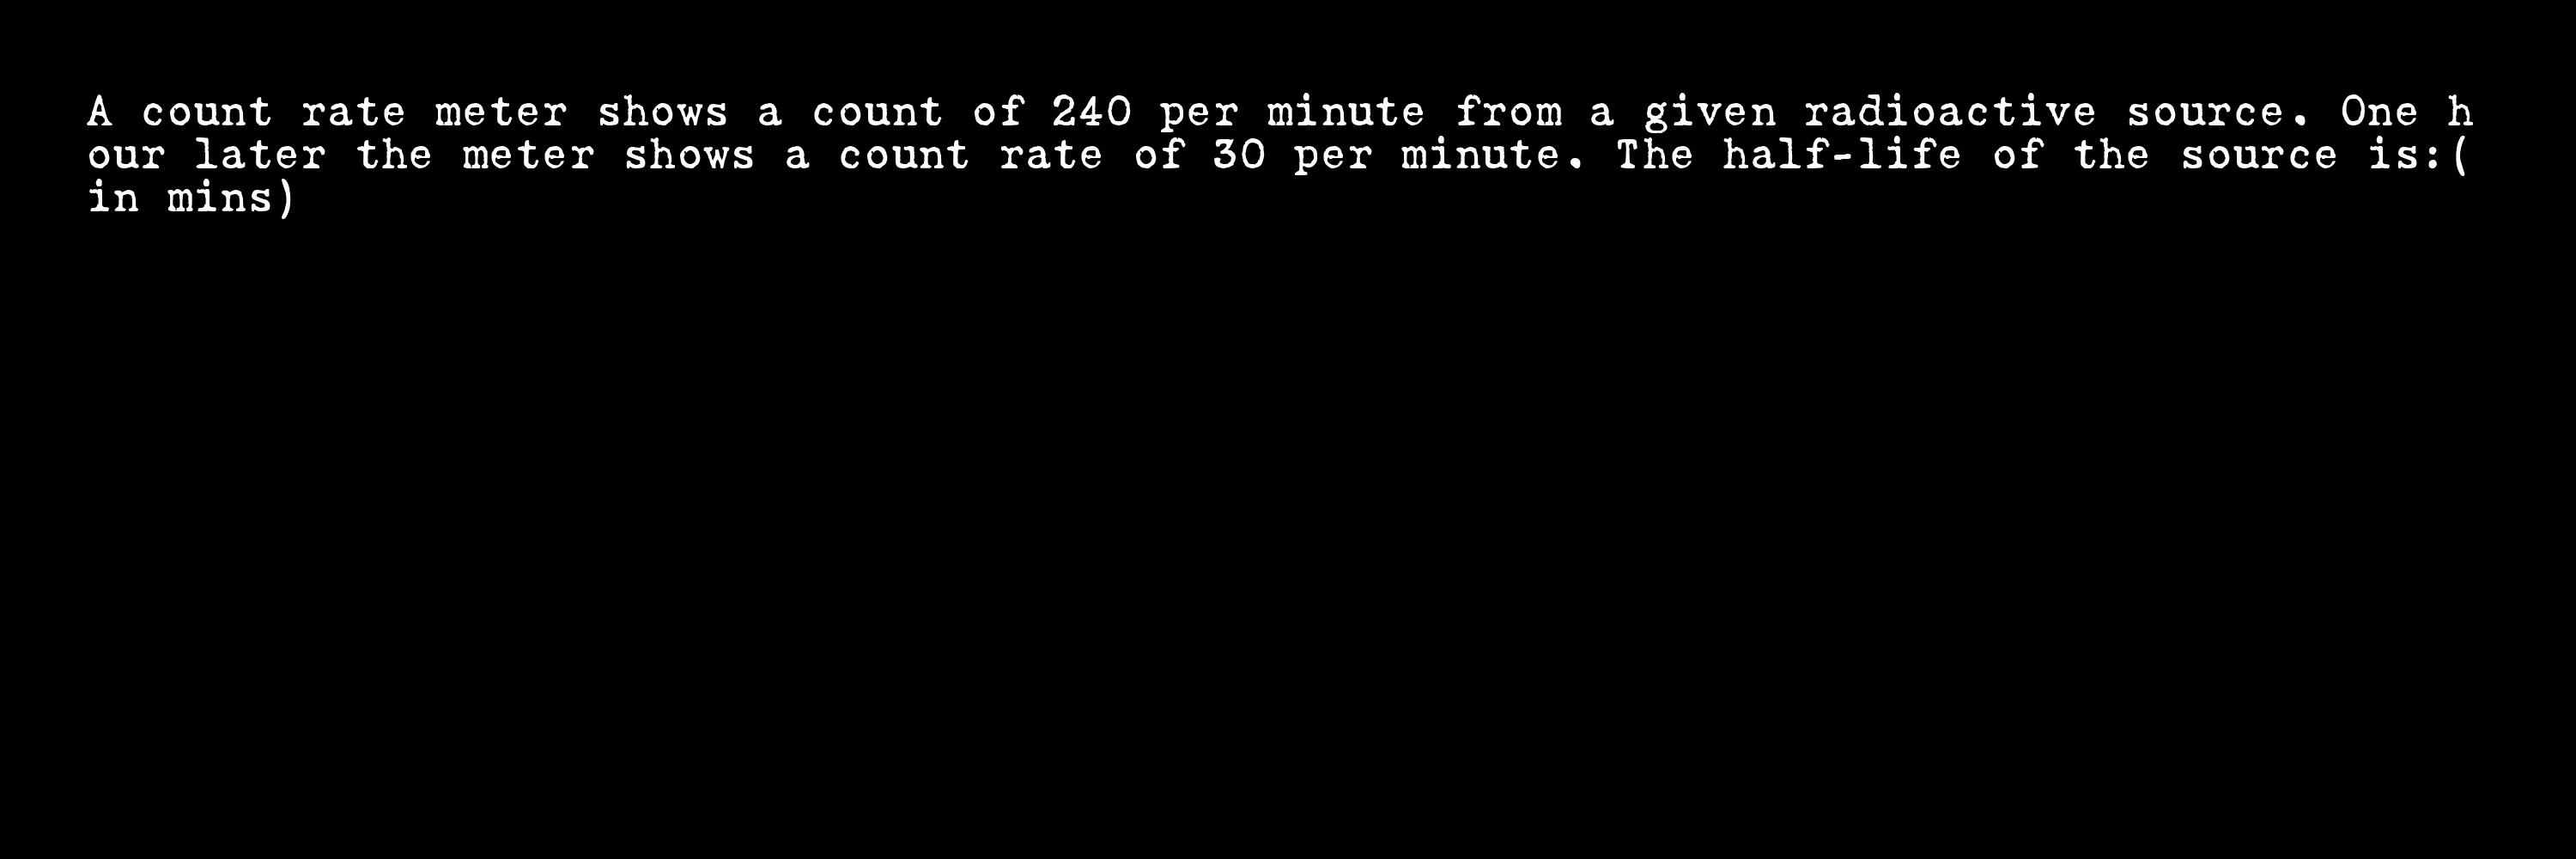 A count rate meter shows a count of 240 per minute from a given radioactive source. One h
our later the meter shows a count rate of 30 per minute. The half-life of the source is:(
in mins)